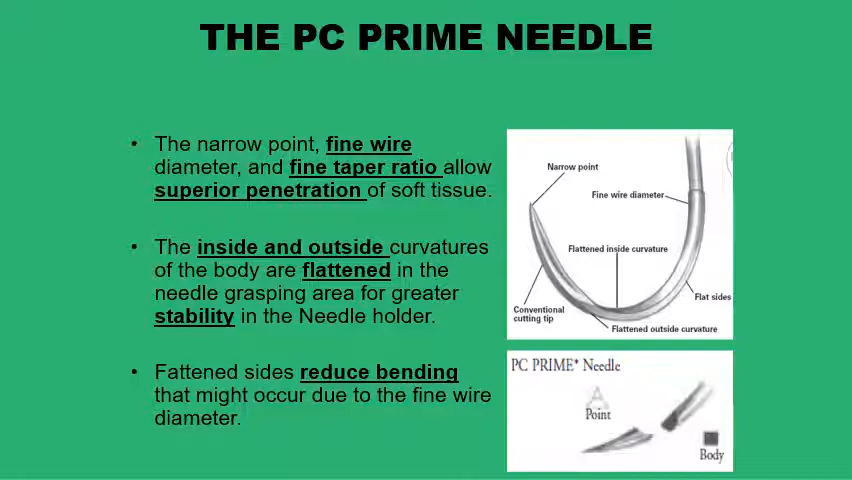 THE PC PRIME NEEDLE
• The narrow point, fine wire
diameter, and fine taper ratio allow
superior penetration of soft tissue.
• The inside and outside curvatures
of the body are flattened in the
needle grasping area for greater
stability in the Needle holder.
• Fattened sides reduce bending
that might occur due to the fine wire
diameter.
Narrow point
Fine wire diameter
Flattened inside curvature
Flat sides
Conventional
cutting tip
Flattened outside curvature
PC PRIME* Needle
Point
Body